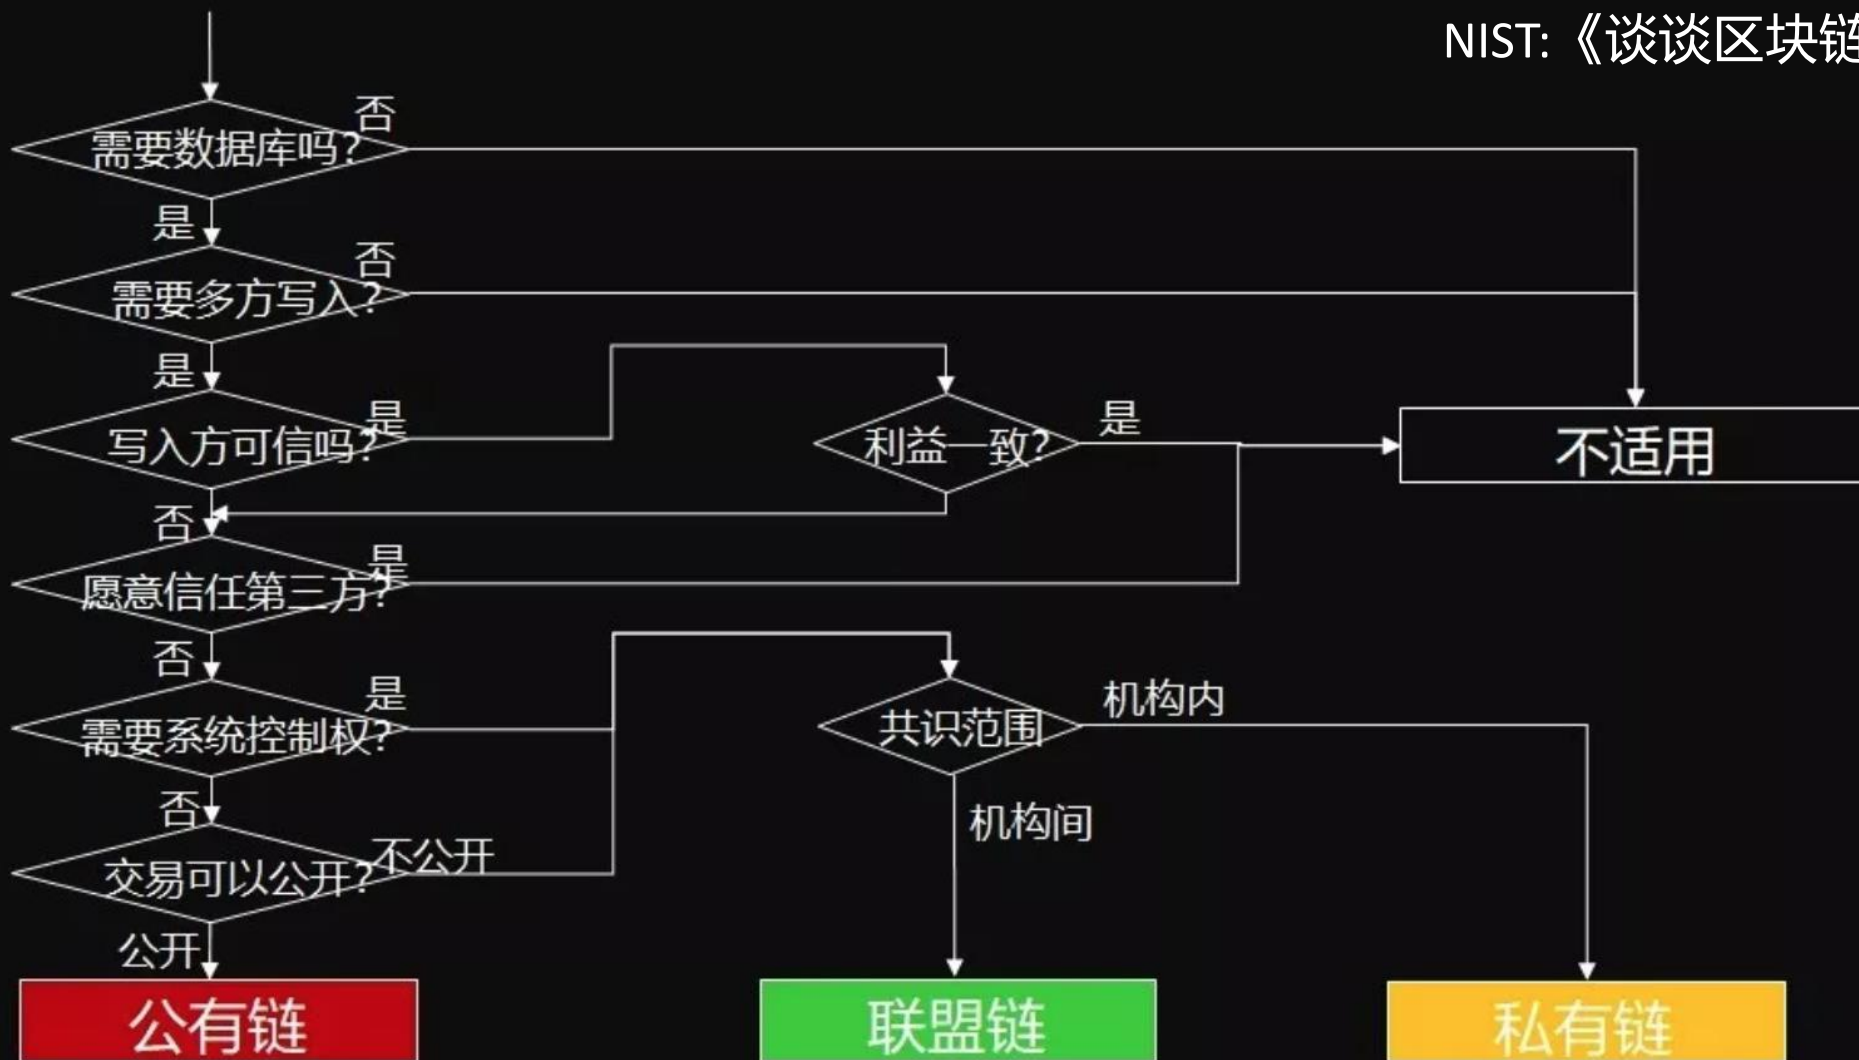 NIST:《谈谈区块链
否
需要数据库吗?
是
否
需要多方写入?
是
是
写入方可信吗?
利益一致?
是
不适用
否
是
愿意信任第三方?
否
是
需要系统控制权?
共识范围
机构内
否
机构间
不公开
交易可以公开?
公开
公有链
联盟链
私有链